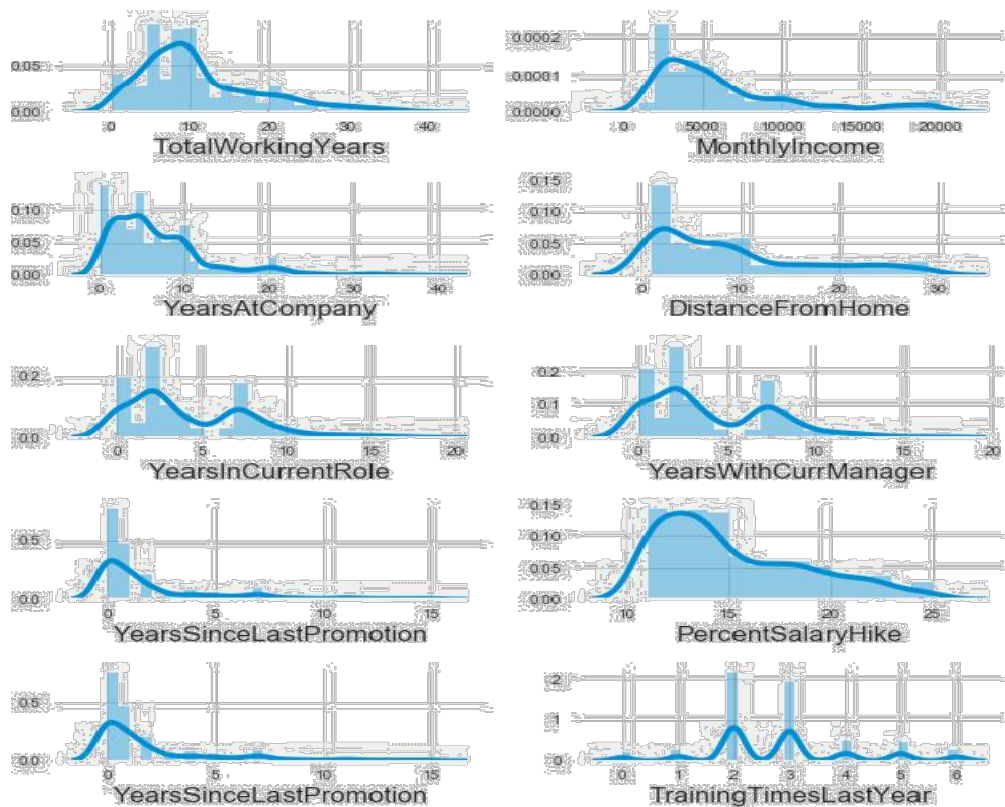 0.05
0.00
0 10 20 30 40
TotalWorkingYears
0.0002
0.0001
0.0000
0 5000 10000 15000 20000
MonthlyIncome
0.10
0.05
0.00
0 10 20 30 40
YearsAtCompany
0.15
0.10
0.05
0.00
0 10 20 30
DistanceFromHome
0.2
0.0
0 5 10 15 20
YearsInCurrentRole
0.2
0.1
0.0
0 5 10 15 20
YearsWithCurrManager
0.5
0.0
0 5 10 15
YearsSinceLastPromotion
0.15
0.10
0.05
0.00
10 15 20 25
PercentSalaryHike
0.5
0.0
0 5 10 15
YearsSinceLastPromotion
2
1
0
0 1 2 3 4 5 6
TrainingTimesLastYear